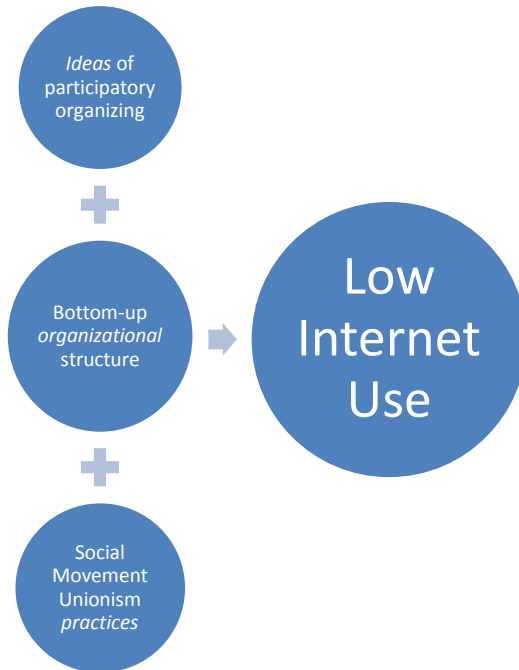 Ideas of
participatory
organizing
Bottom-up
organizational
structure
Social
Movement
Unionism
practices
Low
Internet
Use